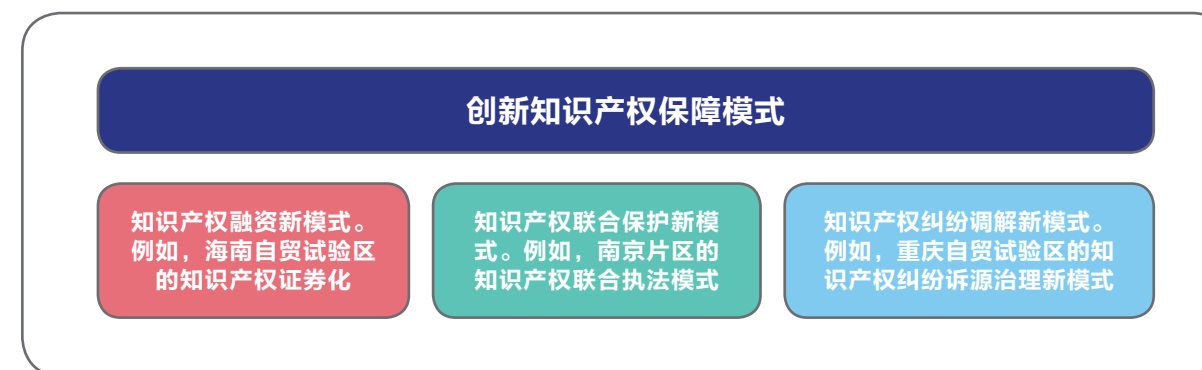 创新知识产权保障模式
知识产权融资新模式。
例如，海南自贸试验区
的知识产权证券化
知识产权联合保护新模
式。例如，南京片区的
知识产权联合执法模式
知识产权纠纷调解新模式。
例如，重庆自贸试验区的知
识产权纠纷诉源治理新模式